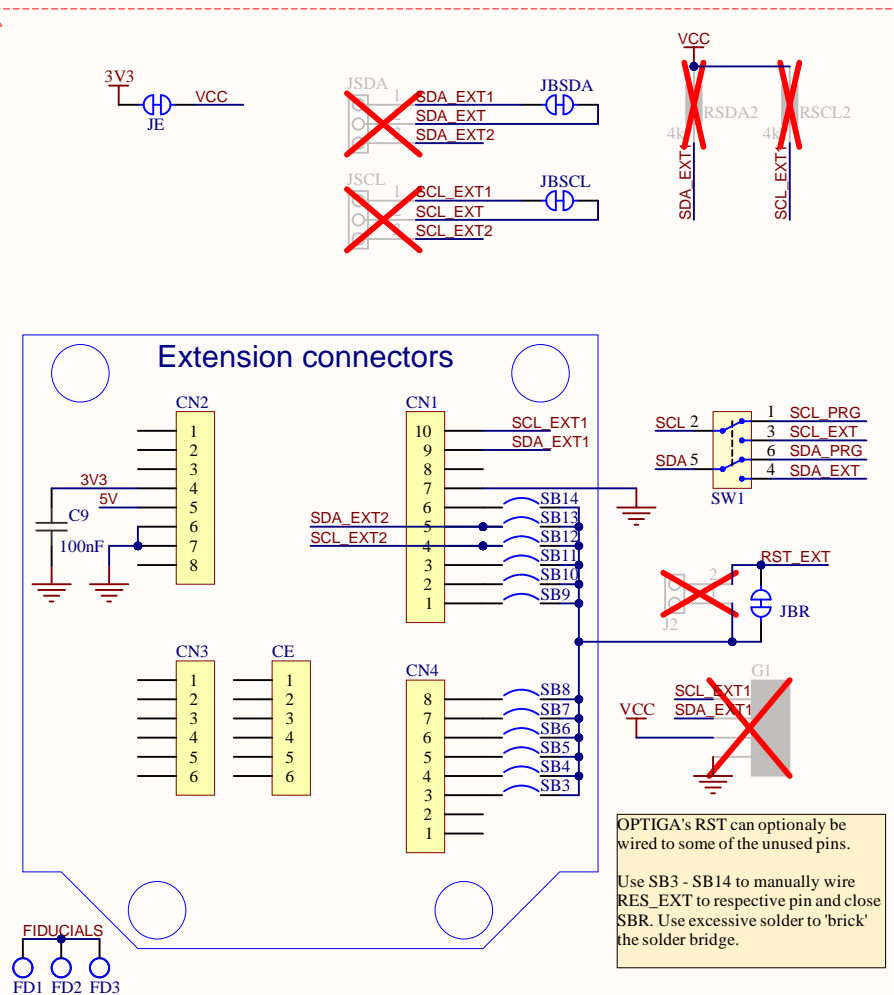 VCC
3V3
VCC
JE
JSDA
1
SDA_EXT1
SDA_EXT
SDA_EXT2
JBSDA
RSDA2
4k
SDA_EXT1
RSCL2
4k
SCL_EXT1
JSCL
1
SCL_EXT1
SCL_EXT
SCL_EXT2
JBSCL
Extension connectors
CN2
1
2
3
3V3 4
5V 5
6
7
8
C9
100nF
CN1
10 SCL_EXT1
9 SDA_EXT1
8
7
6 SB14
SDA_EXT2 5 SB13
SCL_EXT2 4 SB12
3 SB11
2 SB10
1 SB9
SCL 2
SDA 5
1 SCL_PRG
3 SCL_EXT
6 SDA_PRG
4 SDA_EXT
SW1
RST_EXT
2
J2
JBR
CN3
1
2
3
4
5
6
CE
1
2
3
4
5
6
CN4
8 SB8
7 SB7
6 SB6
5 SB5
4 SB4
3 SB3
2
1
G1
SCL_EXT1
SDA_EXT1
VCC
OPTIGA's RST can optionaly be
wired to some of the unused pins.
Use SB3 - SB14 to manually wire
RES_EXT to respective pin and close
SBR. Use excessive solder to 'brick'
the solder bridge.
FIDUCIALS
FD1 FD2 FD3